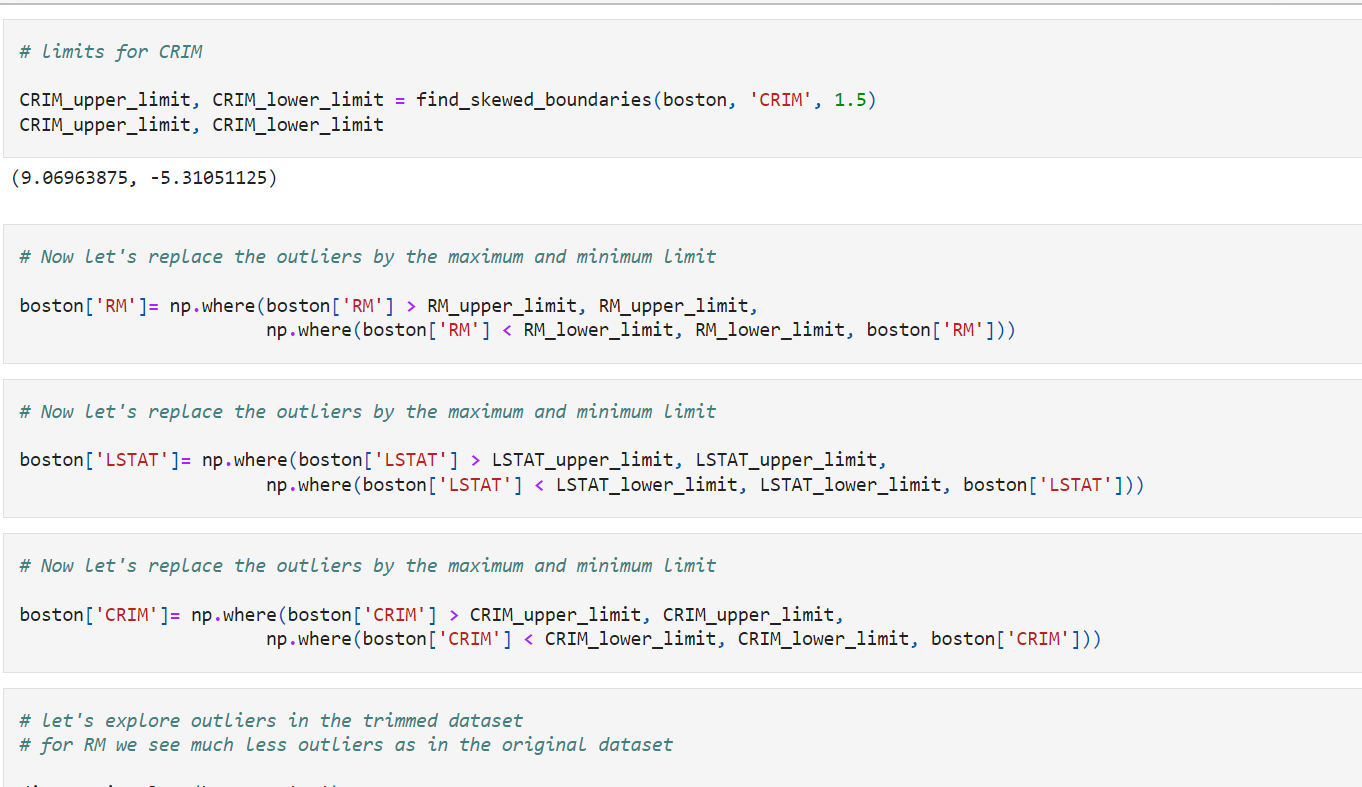 # limits for CRIM
CRIM_upper_limit, CRIM_lower_limit = find_skewed_boundaries(boston, 'CRIM', 1.5)
CRIM_upper_limit, CRIM_lower_limit
(9.06963875, -5.31051125)
# Now let's replace the outliers by the maximum and minimum limit
boston['RM']= np.where(boston['RM'] > RM_upper_limit, RM_upper_limit,
np.where(boston['RM'] < RM_lower_limit, RM_lower_limit, boston['RM']))
# Now let's replace the outliers by the maximum and minimum limit
boston['LSTAT']= np.where(boston['LSTAT'] > LSTAT_upper_limit, LSTAT_upper_limit,
np.where(boston['LSTAT'] < LSTAT_lower_limit, LSTAT_lower_limit, boston['LSTAT']))
# Now let's replace the outliers by the maximum and minimum limit
boston['CRIM']= np.where(boston['CRIM'] > CRIM_upper_limit, CRIM_upper_limit,
np.where(boston['CRIM'] < CRIM_lower_limit, CRIM_lower_limit, boston['CRIM']))
# let's explore outliers in the trimmed dataset
# for RM we see much less outliers as in the original dataset